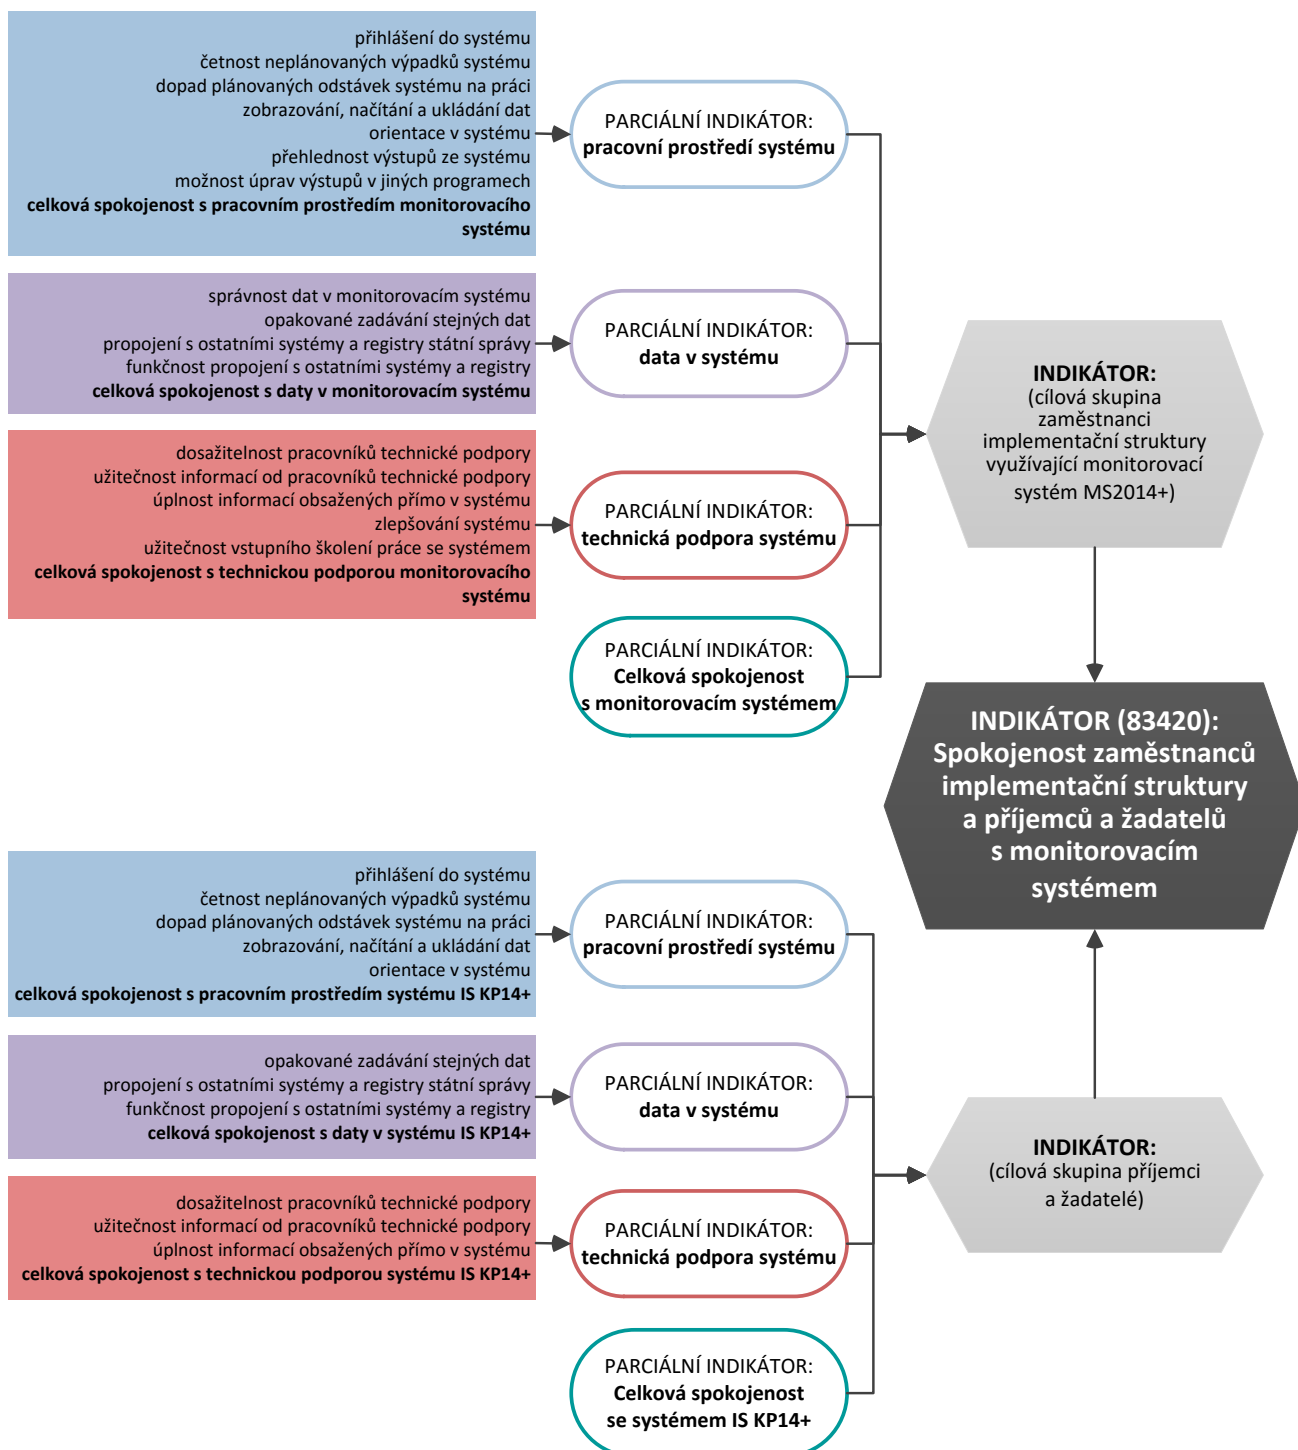 přihlášení do systému
četnost neplánovaných výpadků systému
dopad plánovaných odstávek systému na práci
zobrazování, načítání a ukládání dat
orientace v systému
přehlednost výstupů ze systému
možnost úprav výstupů v jiných programech
celková spokojenost s pracovním prostředím monitorovacího
systému
PARCIÁLNÍ INDIKÁTOR:
pracovní prostředí systému
správnost dat v monitorovacím systému
opakované zadávání stejných dat
propojení s ostatními systémy a registry státní správy
funkčnost propojení s ostatními systémy a registry
celková spokojenost s daty v monitorovacím systému
PARCIÁLNÍ INDIKÁTOR:
data v systému
dosažitelnost pracovníků technické podpory
užitečnost informací od pracovníků technické podpory
úplnost informací obsažených přímo v systému
zlepšování systému
užitečnost vstupního školení práce se systémem
celková spokojenost s technickou podporou monitorovacího
systému
PARCIÁLNÍ INDIKÁTOR:
technická podpora systému
PARCIÁLNÍ INDIKÁTOR:
Celková spokojenost
s monitorovacím systémem
INDIKÁTOR:
(cílová skupina
zaměstnanci
implementační struktury
využívající monitorovací
systém MS2014+)
INDIKÁTOR (83420):
Spokojenost zaměstnanců
implementační struktury
a příjemců a žadatelů
s monitorovacím
systémem
přihlášení do systému
četnost neplánovaných výpadků systému
dopad plánovaných odstávek systému na práci
zobrazování, načítání a ukládání dat
orientace v systému
celková spokojenost s pracovním prostředím systému IS KP14+
PARCIÁLNÍ INDIKÁTOR:
pracovní prostředí systému
opakované zadávání stejných dat
propojení s ostatními systémy a registry státní správy
funkčnost propojení s ostatními systémy a registry
celková spokojenost s daty v systému IS KP14+
PARCIÁLNÍ INDIKÁTOR:
data v systému
dosažitelnost pracovníků technické podpory
užitečnost informací od pracovníků technické podpory
úplnost informací obsažených přímo v systému
celková spokojenost s technickou podporou systému IS KP14+
PARCIÁLNÍ INDIKÁTOR:
technická podpora systému
PARCIÁLNÍ INDIKÁTOR:
Celková spokojenost
se systémem IS KP14+
INDIKÁTOR:
(cílová skupina příjemci
a žadatelé)